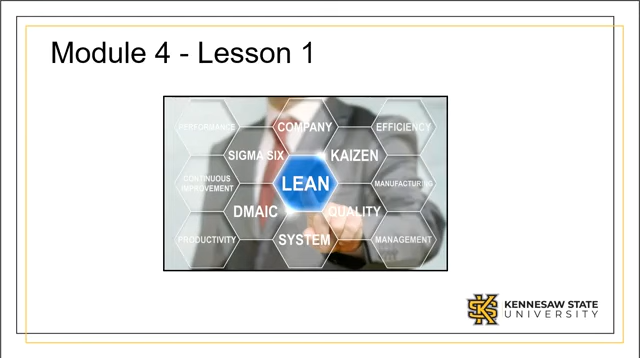 Module 4 - Lesson 1
PERFORMANCE
COMPANY
EFFICIENCY
SIGMA SIX
KAIZEN
CONTINUOUS
IMPROVEMENT
LEAN
MANUFACTURING
DMAIC
QUALITY
PRODUCTIVITY
SYSTEM
MANAGEMENT
KENNESAW STATE
UNIVERSITY